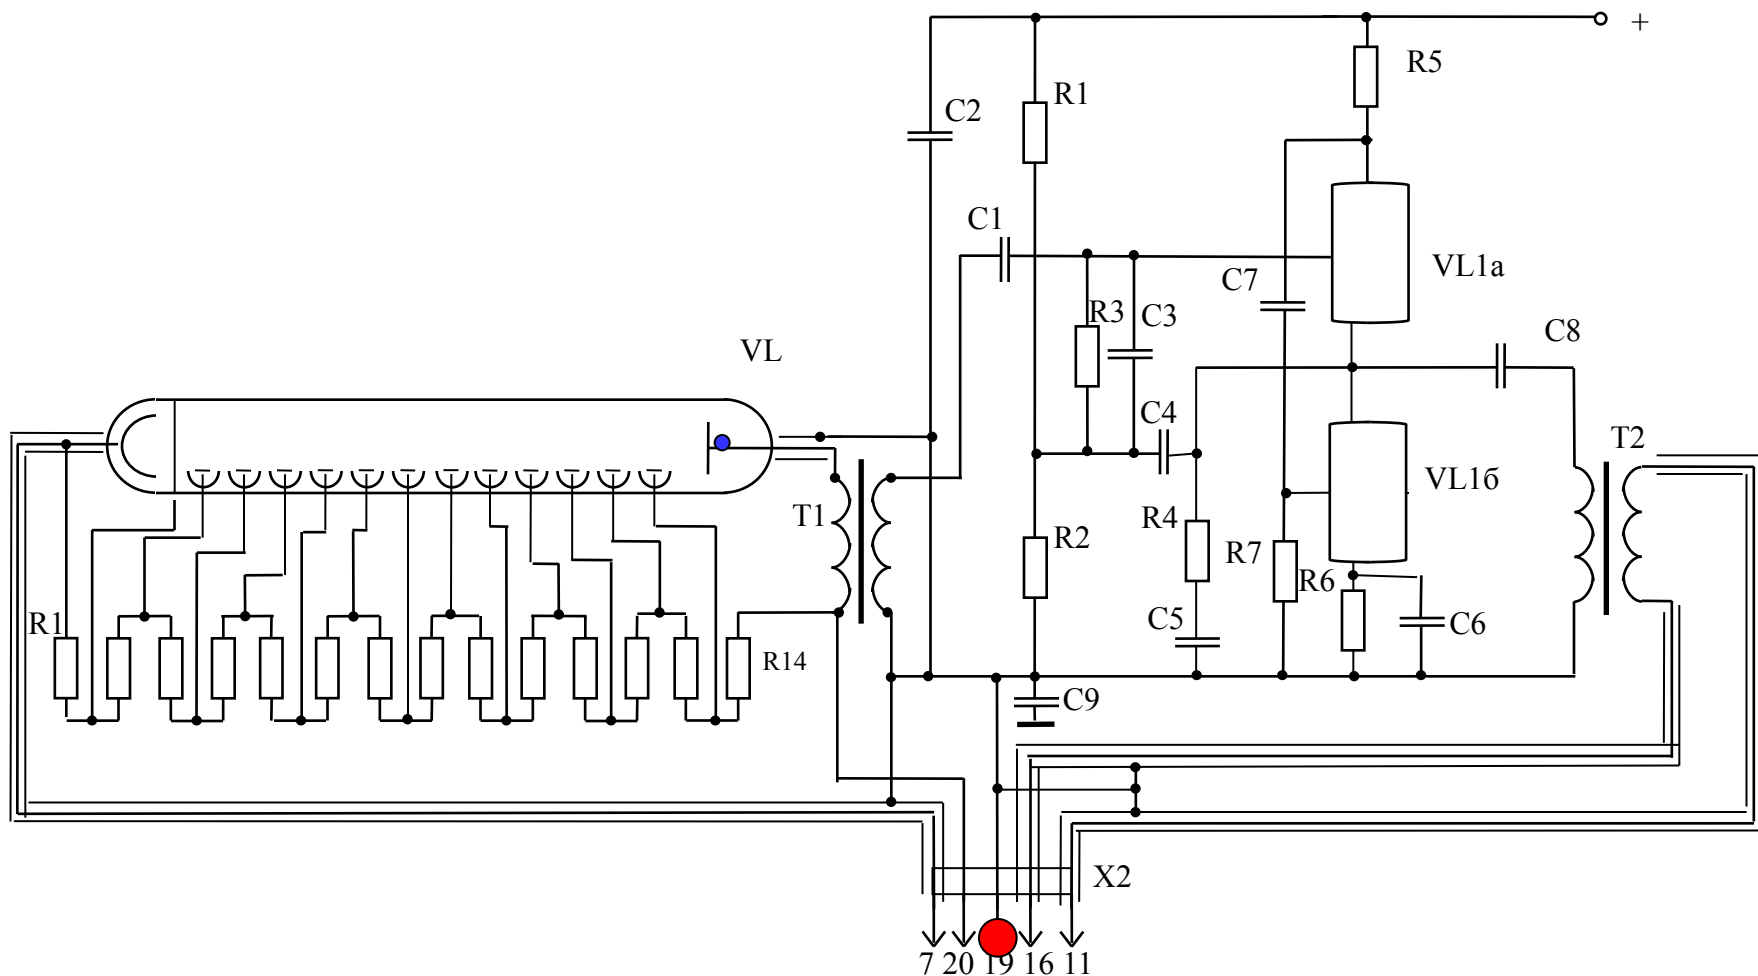 +
R5
R1
C2
C1
VL1a
C7
R3
C3
C8
VL
C4
T2
VL1б
T1
R4
R2
R7
R6
R1
C5
C6
R14
C9
X2
7 20 19 16 11